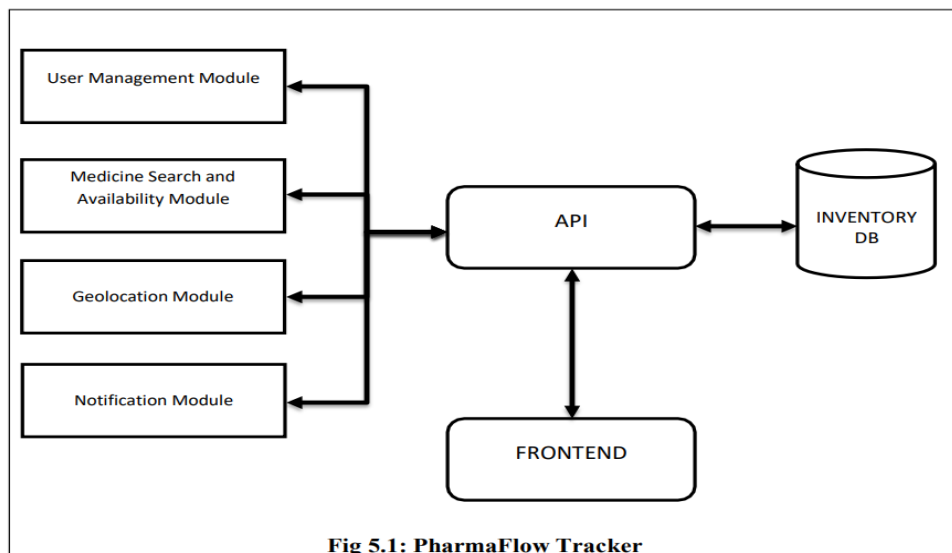 User Management Module
Medicine Search and
Availability Module
Geolocation Module
Notification Module
API
INVENTORY
DB
FRONTEND
Fig 5.1: PharmaFlow Tracker